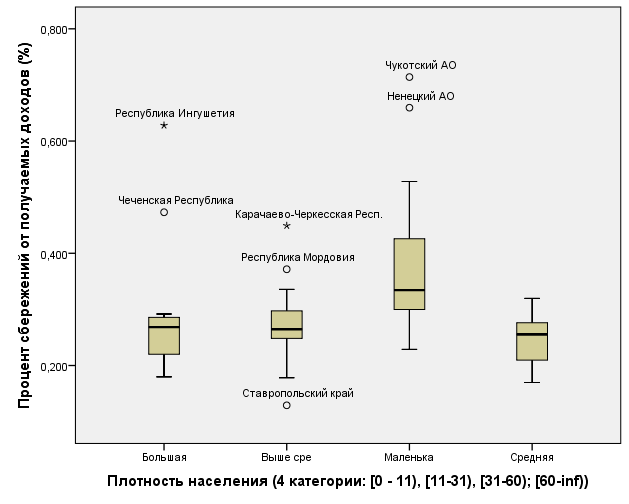 Процент сбережений от получаемых доходов (%)
0,800
0,600
0,400
0,200
Чукотский АО
Ненецкий АО
Республика Ингушетия
Чеченская Республика
Карачаево-Черкесская Респ.
Республика Мордовия
Ставропольский край
Большая
Выше сре
Маленька
Средняя
Плотность населения (4 категории: [0 - 11), [11-31), [31-60); [60-inf))